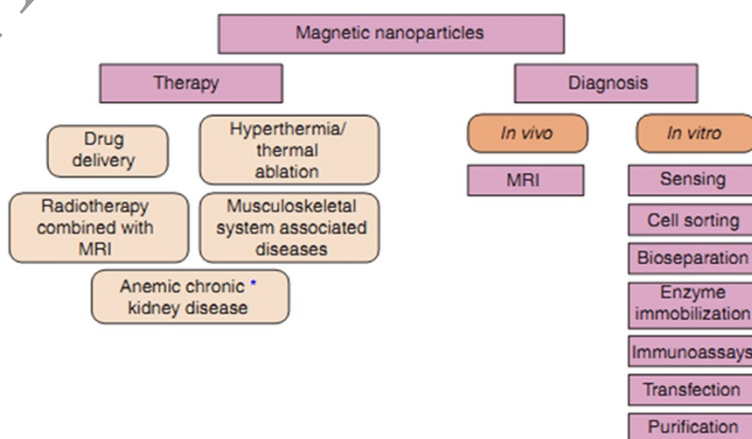 Magnetic nanoparticles
Therapy
Diagnosis
Drug
delivery
Hyperthermia/
thermal
ablation
Radiotherapy
combined with
MRI
Musculoskeletal
system associated
diseases
Anemic chronic *
kidney disease
In vivo
MRI
In vitro
Sensing
Cell sorting
Bioseparation
Enzyme
immobilization
Immunoassays
Transfection
Purification